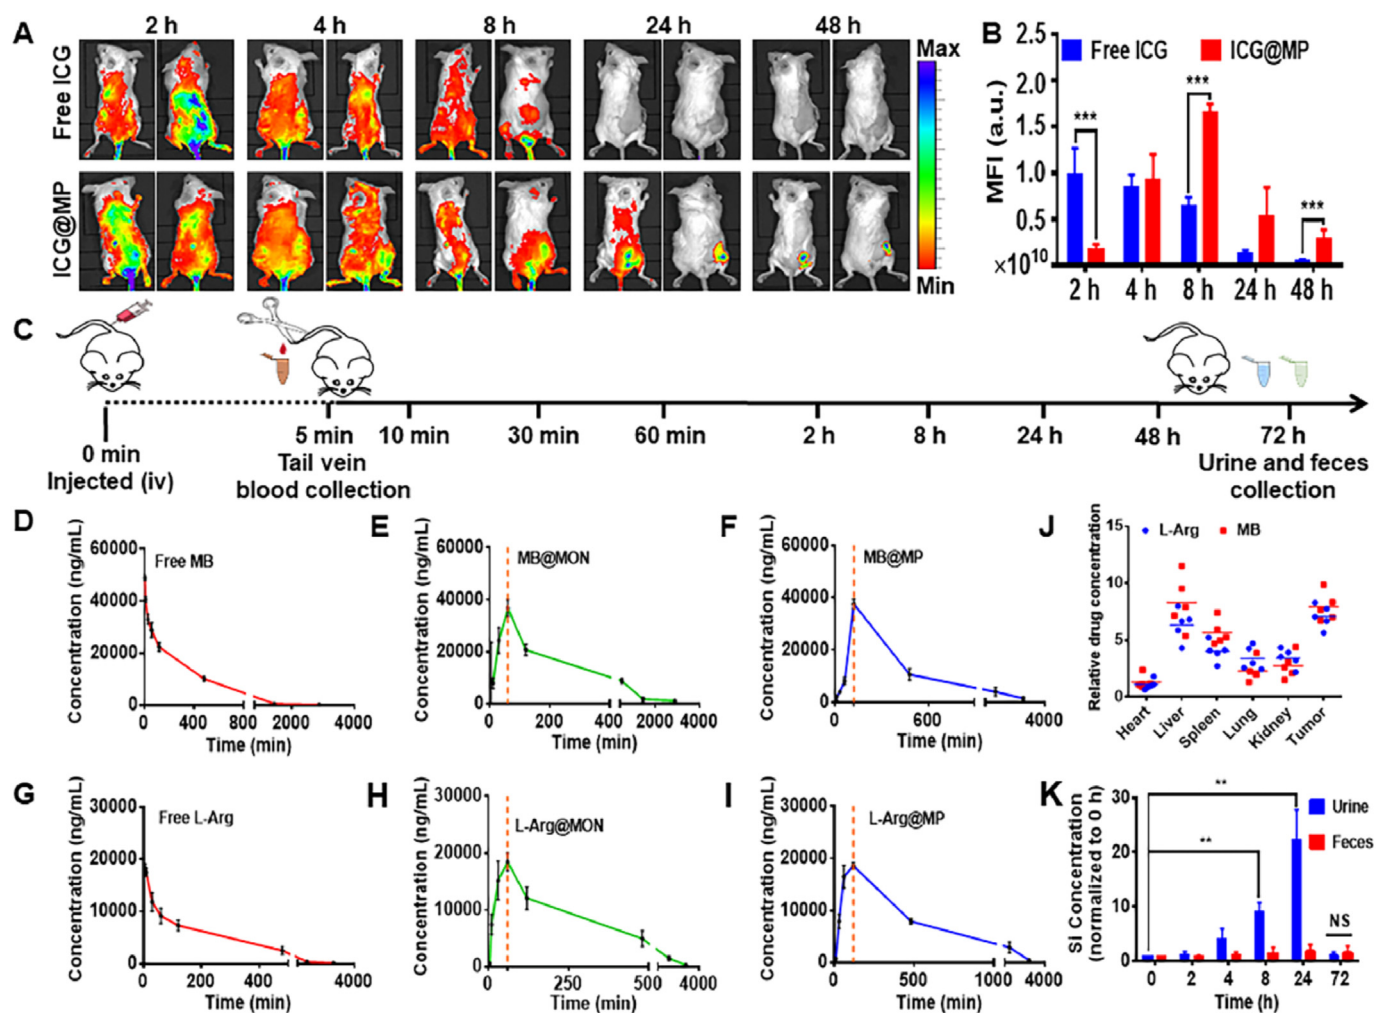 A
2 h 4 h 8 h 24 h 48 h
Free ICG
ICG@MP
Max
Min
B
Free ICG ICG@MP
MFI (a.u.)
2.5
2.0
1.5
1.0
0.5
×10¹⁰
*** *** ***
2 h 4 h 8 h 24 h 48 h
C
0 min
Injected (iv)
5 min
Tail vein
blood collection
10 min 30 min 60 min 2 h 8 h 24 h 48 h 72 h
Urine and feces
collection
D
Concentration (ng/mL)
60000
40000
20000
0
Free MB
0 400 800 2000 4000
Time (min)
E
Concentration (ng/mL)
60000
40000
20000
0
MB@MON
0 200 400 2000 4000
Time (min)
F
Concentration (ng/mL)
60000
40000
20000
0
MB@MP
0 600 4000
Time (min)
J
Relative drug concentration
15
10
5
0
L-Arg MB
Heart Liver Spleen Lung Kidney Tumor
G
Concentration (ng/mL)
30000
20000
10000
0
Free L-Arg
0 200 400 4000
Time (min)
H
Concentration (ng/mL)
30000
20000
10000
0
L-Arg@MON
0 250 500 4000
Time (min)
I
Concentration (ng/mL)
30000
20000
10000
0
L-Arg@MP
0 500 1000 4000
Time (min)
K
Si Concentration
(normalized to 0 h)
30
20
10
0
**
**
NS
Urine
Feces
0 2 4 8 24 72
Time (h)